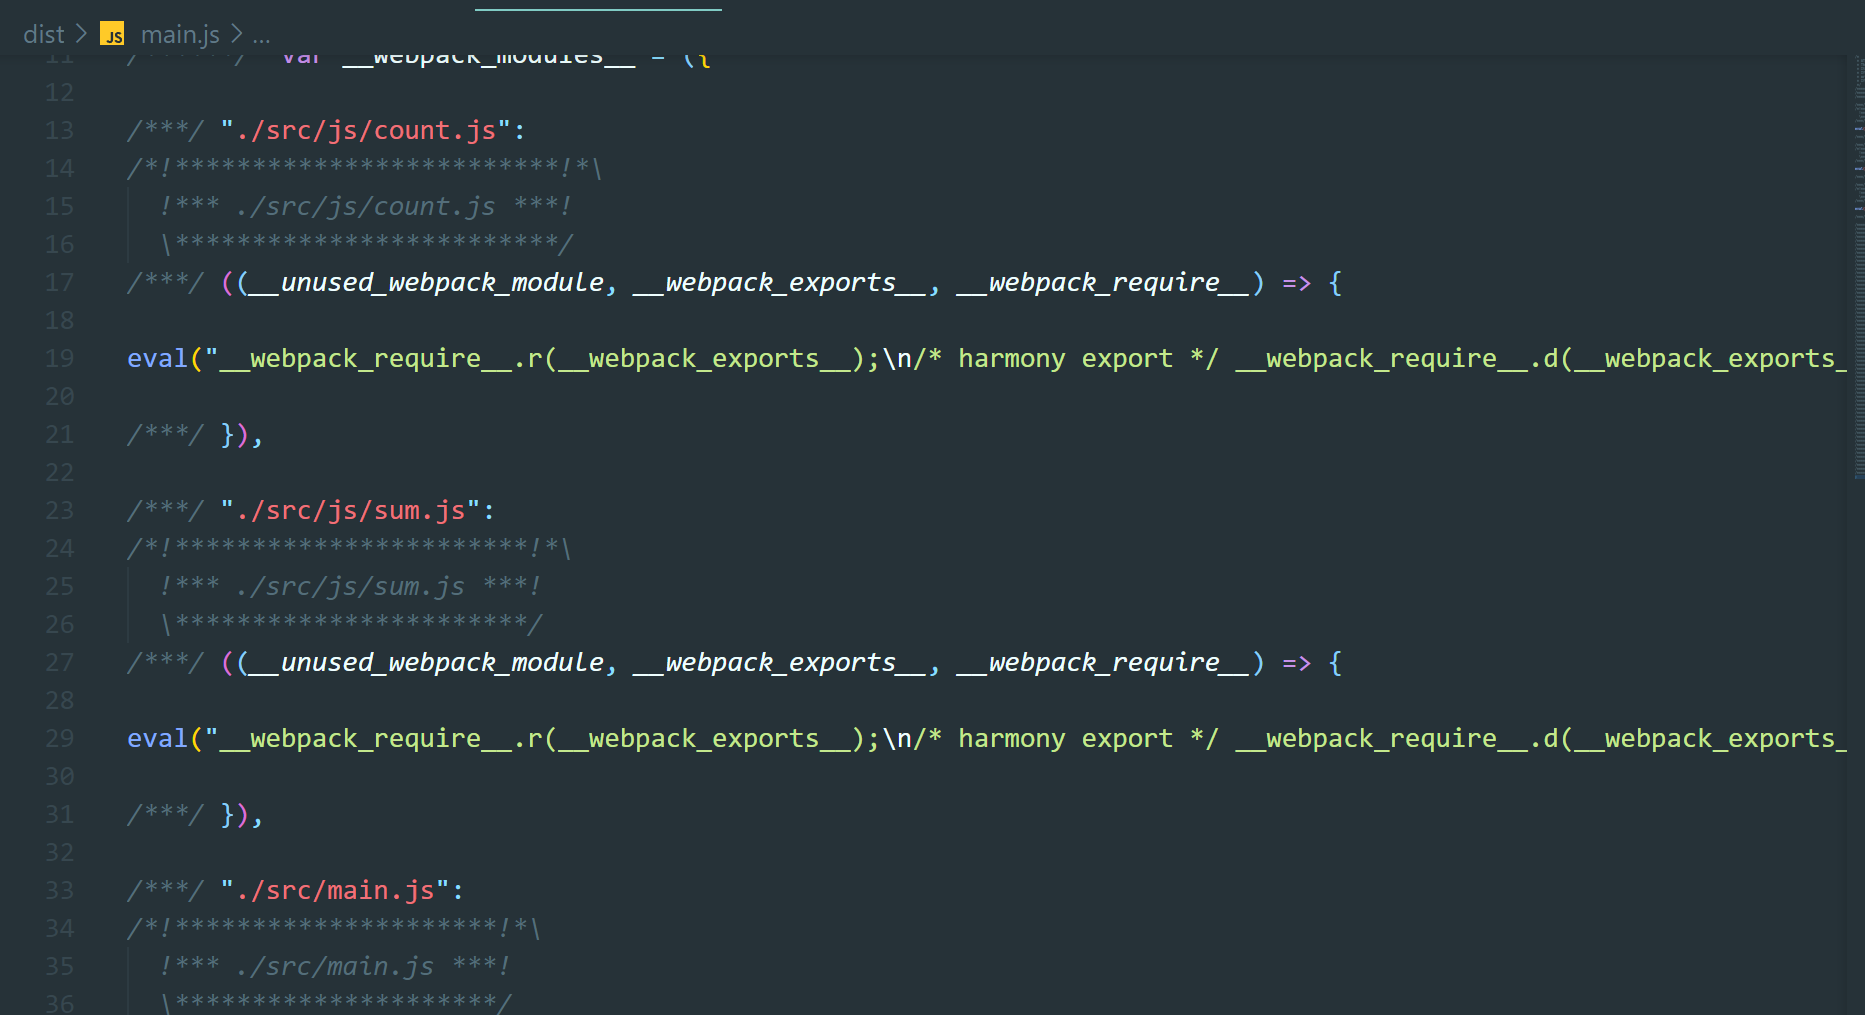 dist > JS main.js > ...
11 /******/ var __webpack_modules__ = ({
12
13 /***/ "./src/js/count.js":
14 /*!*************************!*\
15   !*** ./src/js/count.js ***!
16   \*************************/
17 /***/ ((__unused_webpack_module, __webpack_exports__, __webpack_require__) => {
18
19 eval("__webpack_require__.r(__webpack_exports__);\n/* harmony export */ __webpack_require__.d(__webpack_exports_
20
21 /***/ }),
22
23 /***/ "./src/js/sum.js":
24 /*!***********************!*\
25   !*** ./src/js/sum.js ***!
26   \***********************/
27 /***/ ((__unused_webpack_module, __webpack_exports__, __webpack_require__) => {
28
29 eval("__webpack_require__.r(__webpack_exports__);\n/* harmony export */ __webpack_require__.d(__webpack_exports_
30
31 /***/ }),
32
33 /***/ "./src/main.js":
34 /*!*********************!*\
35   !*** ./src/main.js ***!
36   \*********************/